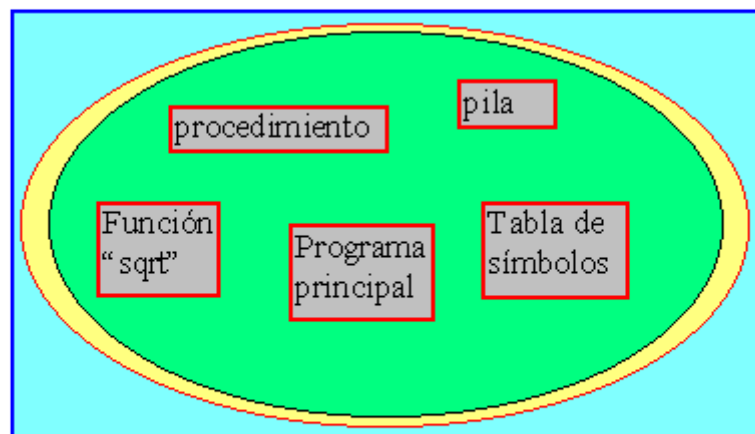 procedimiento
pila
Función
“sqrt”
Programa
principal
Tabla de
símbolos